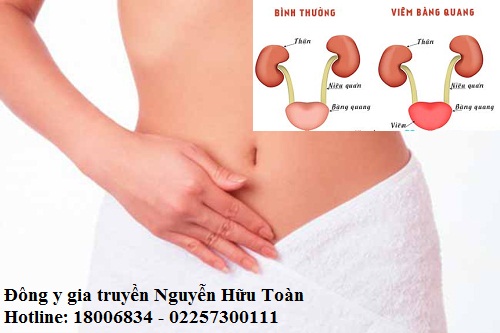 BÌNH THƯỜNG
VIÊM BÀNG QUANG
Thận
Niệu quản
Bàng quang
Thận
Niệu quản
Bàng quang
Viêm
Đông y gia truyền Nguyễn Hữu Toàn
Hotline: 18006834 - 02257300111